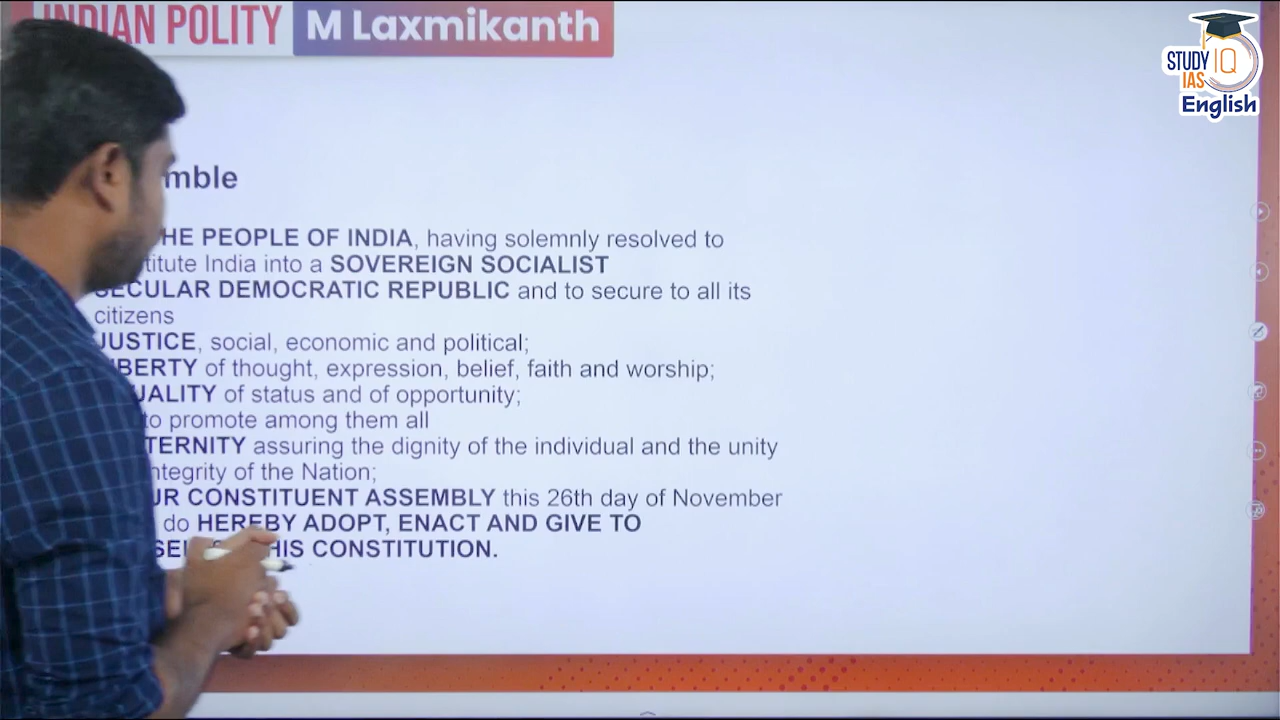 INDIAN POLITY M Laxmikanth
STUDY IQ
IAS
English
mble
HE PEOPLE OF INDIA, having solemnly resolved to
titute India into a SOVEREIGN SOCIALIST
SECULAR DEMOCRATIC REPUBLIC and to secure to all its
citizens
JUSTICE, social, economic and political;
IBERTY of thought, expression, belief, faith and worship;
UALITY of status and of opportunity;
to promote among them all
TERNITY assuring the dignity of the individual and the unity
ntegrity of the Nation;
UR CONSTITUENT ASSEMBLY this 26th day of November
do HEREBY ADOPT, ENACT AND GIVE TO
HIS CONSTITUTION.